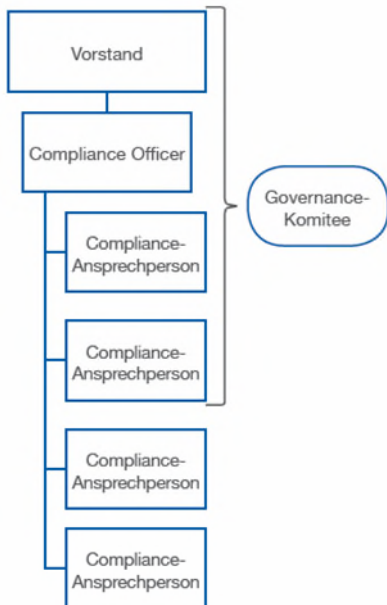 Vorstand
Compliance Officer
Governance-
Komitee
Compliance-
Ansprechperson
Compliance-
Ansprechperson
Compliance-
Ansprechperson
Compliance-
Ansprechperson